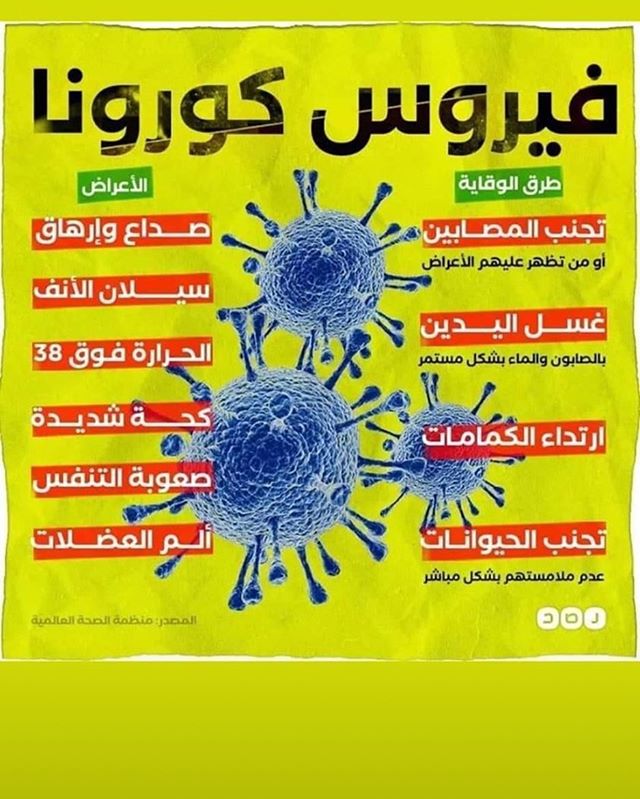 فيروس كورونا
طرق الوقاية
تجنب المصابين
أو من تظهر عليهم الأعراض
غسل اليدين
بالصابون والماء بشكل مستمر
ارتداء الكمامات
تجنب الحيوانات
عدم ملامستهم بشكل مباشر
الأعراض
صداع وإرهاق
سيلان الأنف
الحرارة فوق 38
كحة شديدة
صعوبة التنفس
ألم العضلات
المصدر: منظمة الصحة العالمية
رصد